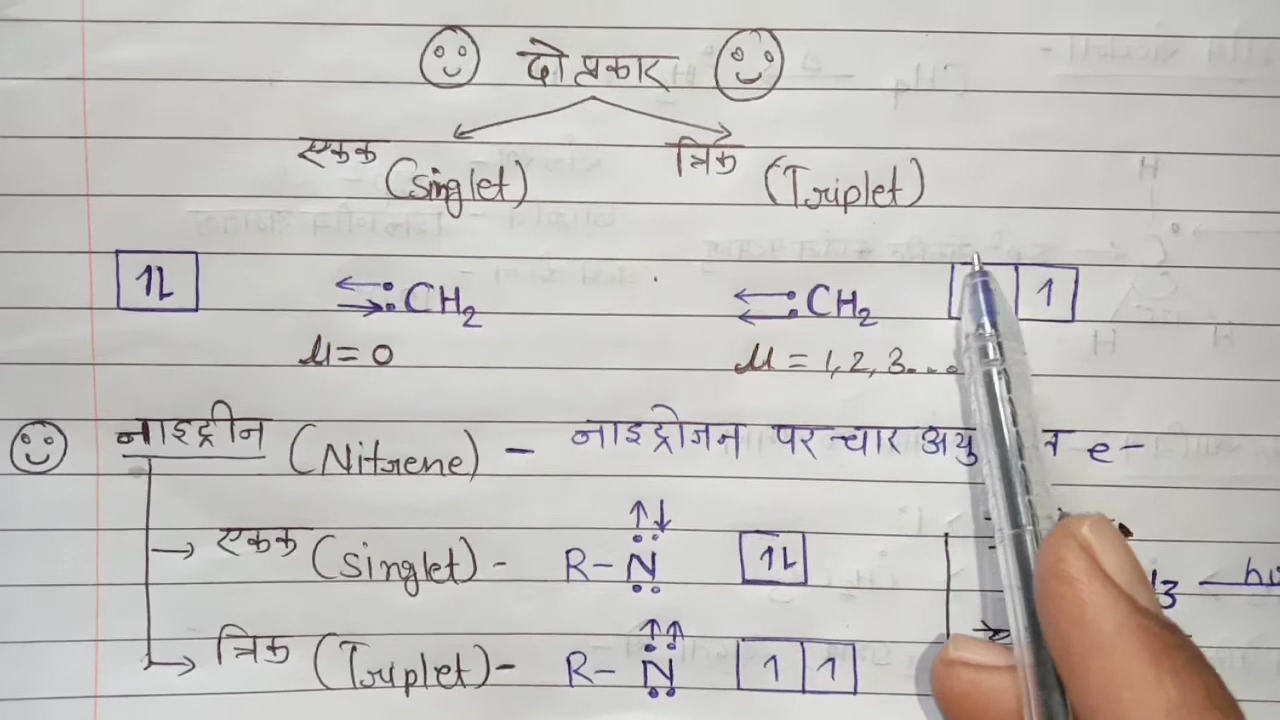 दो प्रकार
एकक (Singlet) त्रिक (Triplet)
1L :CH2 :CH2 1
μ = 0 μ = 1, 2, 3...
नाइट्रीन (Nitrene) - नाइट्रोजन पर चार e-
→ एकक (Singlet) - R-N 1L
→ त्रिक (Triplet) - R-N 1 1